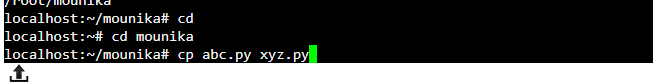 /root/mounika
localhost:~/mounika# cd
localhost:~# cd mounika
localhost:~/mounika# cp abc.py xyz.py